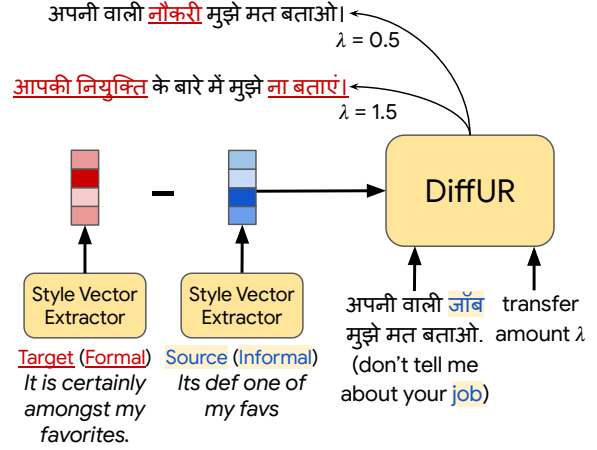 अपनी वाली नौकरी मुझे मत बताओ।
λ = 0.5
आपकी नियुक्ति के बारे में मुझे ना बताएं।
λ = 1.5
DiffUR
Style Vector
Extractor
Style Vector
Extractor
Target (Formal)
It is certainly
amongst my
favorites.
Source (Informal)
Its def one of
my favs
अपनी वाली जॉब
मुझे मत बताओ.
(don't tell me
about your job)
transfer
amount λ